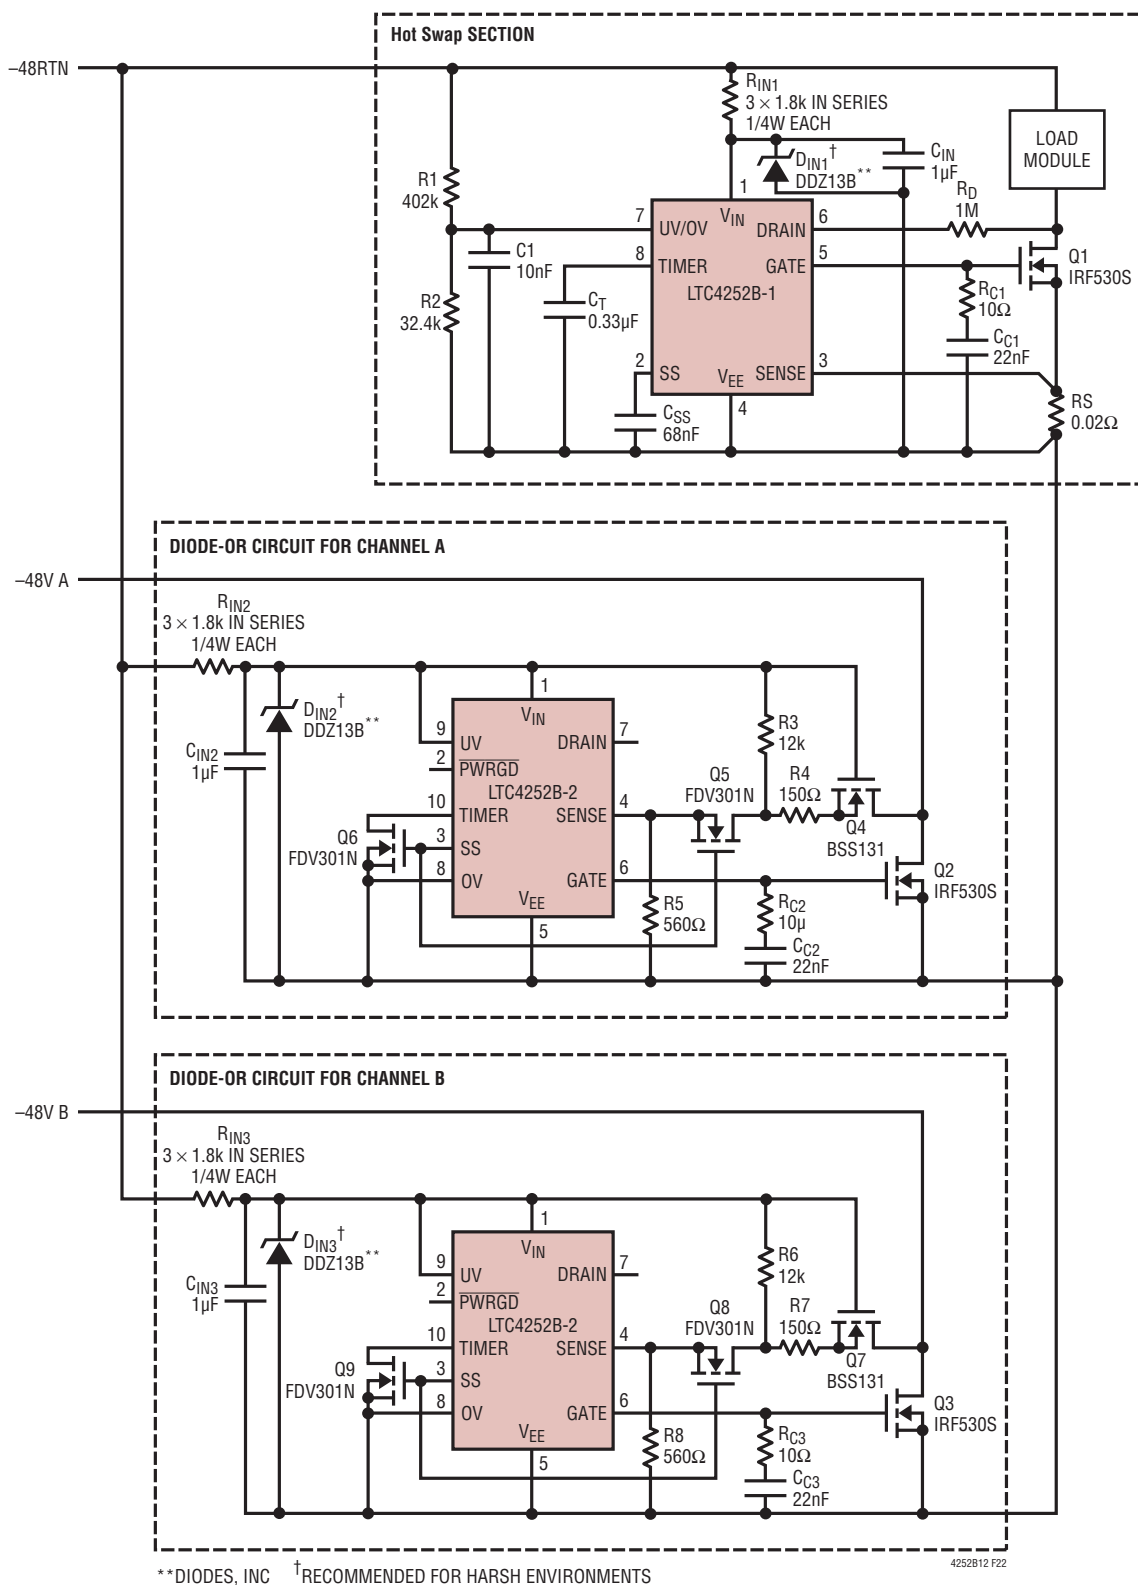 Hot Swap SECTION
–48RTN
RIN1
3 × 1.8k IN SERIES
1/4W EACH
LOAD
MODULE
DIN1†
DDZ13B**
CIN
1µF
R1
402k
1
RD
1M
7
UV/OV
VIN
DRAIN
6
C1
10nF
8
TIMER
GATE
5
Q1
IRF530S
LTC4252B-1
R2
32.4k
CT
0.33µF
RC1
10Ω
CC1
22nF
2
SS
VEE
SENSE
3
4
RS
0.02Ω
CSS
68nF
DIODE-OR CIRCUIT FOR CHANNEL A
–48V A
RIN2
3 × 1.8k IN SERIES
1/4W EACH
1
DIN2†
DDZ13B**
VIN
R3
12k
9
UV
DRAIN
7
CIN2
1µF
2
PWRGD
Q5
FDV301N
R4
150Ω
LTC4252B-2
10
TIMER
SENSE
4
Q4
BSS131
Q6
FDV301N
3
SS
8
OV
GATE
6
Q2
IRF530S
VEE
5
R5
560Ω
RC2
10µ
CC2
22nF
DIODE-OR CIRCUIT FOR CHANNEL B
–48V B
RIN3
3 × 1.8k IN SERIES
1/4W EACH
1
DIN3†
DDZ13B**
VIN
R6
12k
9
UV
DRAIN
7
CIN3
1µF
2
PWRGD
Q8
FDV301N
R7
150Ω
LTC4252B-2
10
TIMER
SENSE
4
Q7
BSS131
Q9
FDV301N
3
SS
8
OV
GATE
6
Q3
IRF530S
VEE
5
R8
560Ω
RC3
10Ω
CC3
22nF
4252B12 F22
**DIODES, INC †RECOMMENDED FOR HARSH ENVIRONMENTS